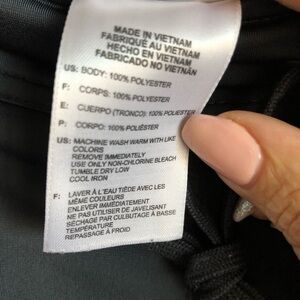 MADE IN VIETNAM
FABRIQUÉ AU VIETNAM
HECHO EN VIETNAM
FABRICADO NO VIETNÃ
US: BODY: 100% POLYESTER
F: CORPS: 100% POLYESTER
E: CUERPO (TRONCO): 100% POLIESTER
P: CORPO: 100% POLIÉSTER
US: MACHINE WASH WARM WITH LIKE
COLORS
REMOVE IMMEDIATELY
USE ONLY NON-CHLORINE BLEACH
TUMBLE DRY LOW
COOL IRON
F: LAVER À L'EAU TIÈDE AVEC LES
MÊME COULEURS
ENLEVER IMMÉDIATEMENT
NE PAS UTILISER DE JAVELISANT
SÉCHAGE PAR CULBUTAGE À BASSE
TEMPÉRATURE
REPASSAGE À FROID